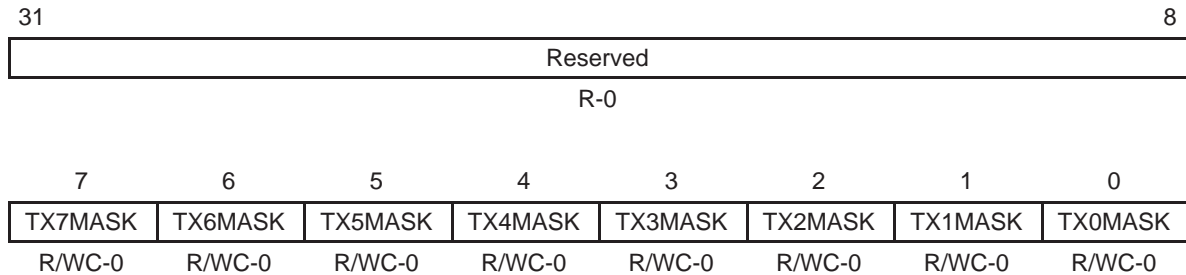 31 8
Reserved
R-0
7 6 5 4 3 2 1 0
TX7MASK TX6MASK TX5MASK TX4MASK TX3MASK TX2MASK TX1MASK TX0MASK
R/WC-0 R/WC-0 R/WC-0 R/WC-0 R/WC-0 R/WC-0 R/WC-0 R/WC-0